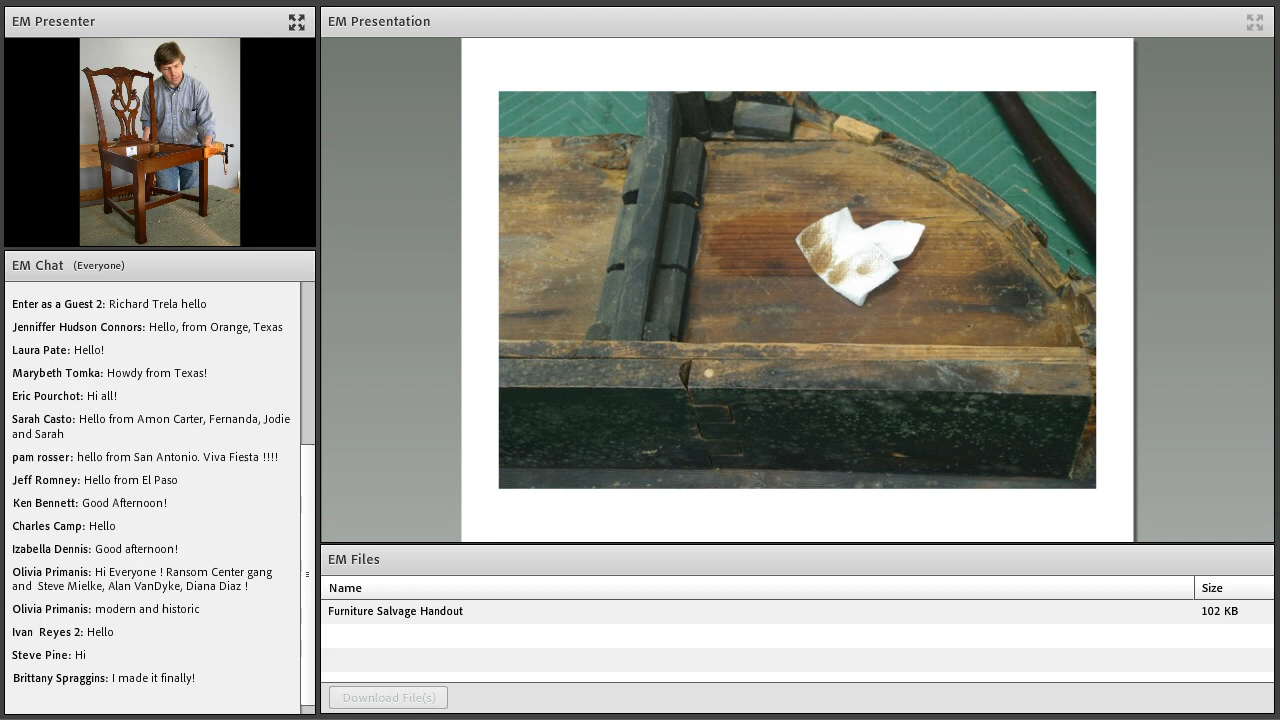 EM Presenter
EM Chat (Everyone)
Enter as a Guest 2: Richard Trela hello
Jenniffer Hudson Connors: Hello, from Orange, Texas
Laura Pate: Hello!
Marybeth Tomka: Howdy from Texas!
Eric Pourchot: Hi all!
Sarah Casto: Hello from Amon Carter, Fernanda, Jodie
and Sarah
pam rosser: hello from San Antonio. Viva Fiesta !!!!
Jeff Romney: Hello from El Paso
Ken Bennett: Good Afternoon!
Charles Camp: Hello
Izabella Dennis: Good afternoon!
Olivia Primanis: Hi Everyone ! Ransom Center gang
and Steve Mielke, Alan VanDyke, Diana Diaz !
Olivia Primanis: modern and historic
Ivan Reyes 2: Hello
Steve Pine: Hi
Brittany Spraggins: I made it finally!
EM Presentation
EM Files
Name Size
Furniture Salvage Handout 102 KB
Download File(s)